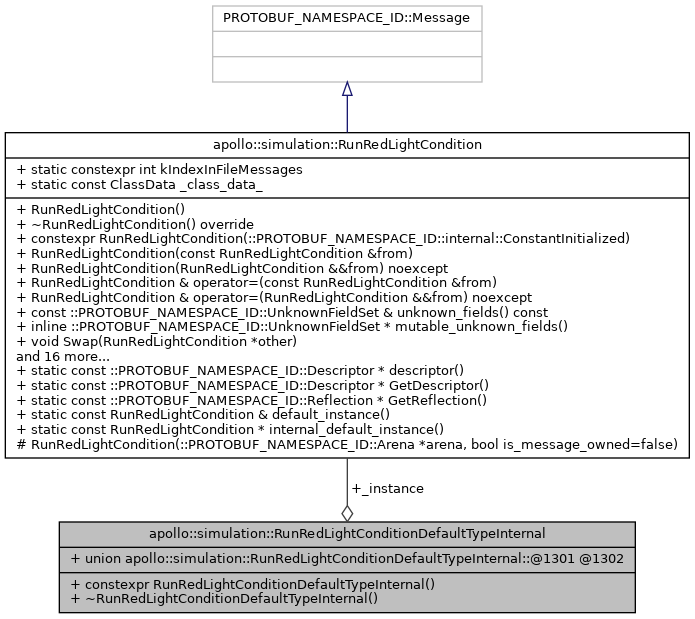 PROTOBUF_NAMESPACE_ID::Message
apollo::simulation::RunRedLightCondition
+ static constexpr int kIndexInFileMessages
+ static const ClassData _class_data_
+ RunRedLightCondition()
+ ~RunRedLightCondition() override
+ constexpr RunRedLightCondition(::PROTOBUF_NAMESPACE_ID::internal::ConstantInitialized)
+ RunRedLightCondition(const RunRedLightCondition &from)
+ RunRedLightCondition(RunRedLightCondition &&from) noexcept
+ RunRedLightCondition & operator=(const RunRedLightCondition &from)
+ RunRedLightCondition & operator=(RunRedLightCondition &&from) noexcept
+ const ::PROTOBUF_NAMESPACE_ID::UnknownFieldSet & unknown_fields() const
+ inline ::PROTOBUF_NAMESPACE_ID::UnknownFieldSet * mutable_unknown_fields()
+ void Swap(RunRedLightCondition *other)
and 16 more...
+ static const ::PROTOBUF_NAMESPACE_ID::Descriptor * descriptor()
+ static const ::PROTOBUF_NAMESPACE_ID::Descriptor * GetDescriptor()
+ static const ::PROTOBUF_NAMESPACE_ID::Reflection * GetReflection()
+ static const RunRedLightCondition & default_instance()
+ static const RunRedLightCondition * internal_default_instance()
# RunRedLightCondition(::PROTOBUF_NAMESPACE_ID::Arena *arena, bool is_message_owned=false)
+_instance
apollo::simulation::RunRedLightConditionDefaultTypeInternal
+ union apollo::simulation::RunRedLightConditionDefaultTypeInternal::@1301 @1302
+ constexpr RunRedLightConditionDefaultTypeInternal()
+ ~RunRedLightConditionDefaultTypeInternal()